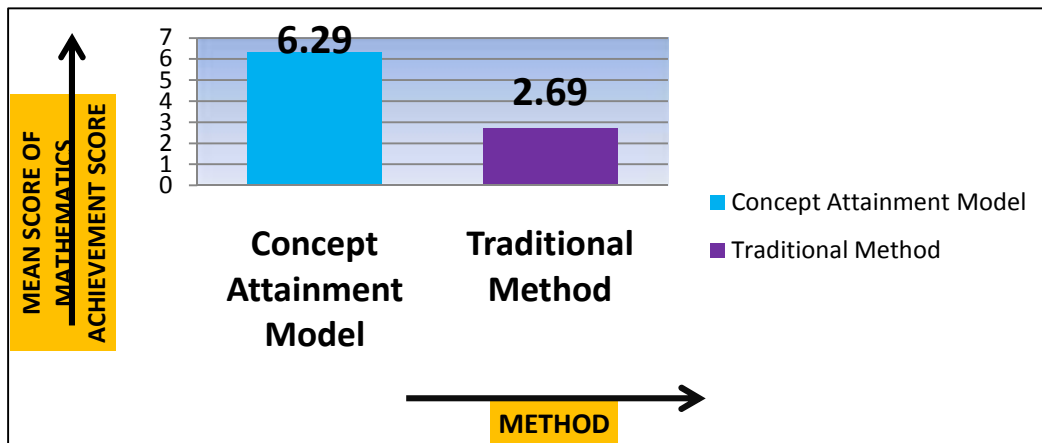 MEAN SCORE OF
MATHEMATICS
ACHIEVEMENT SCORE
7
6
5
4
3
2
1
0
6.29
2.69
Concept
Attainment
Model
Traditional
Method
Concept Attainment Model
Traditional Method
METHOD